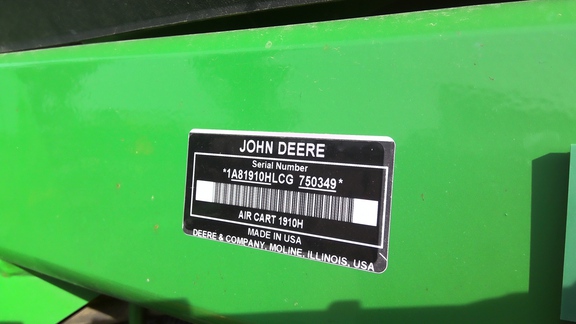 JOHN DEERE
Serial Number
*1A81910HLCG 750349*
AIR CART 1910H
MADE IN USA
DEERE & COMPANY, MOLINE, ILLINOIS, USA